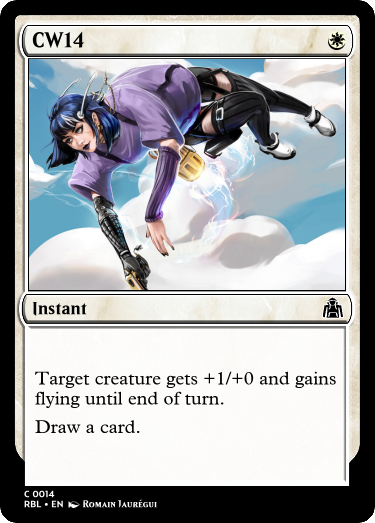 CW14
Instant
Target creature gets +1/+0 and gains
flying until end of turn.
Draw a card.
C 0014
RBL • EN Romain Jaurégui